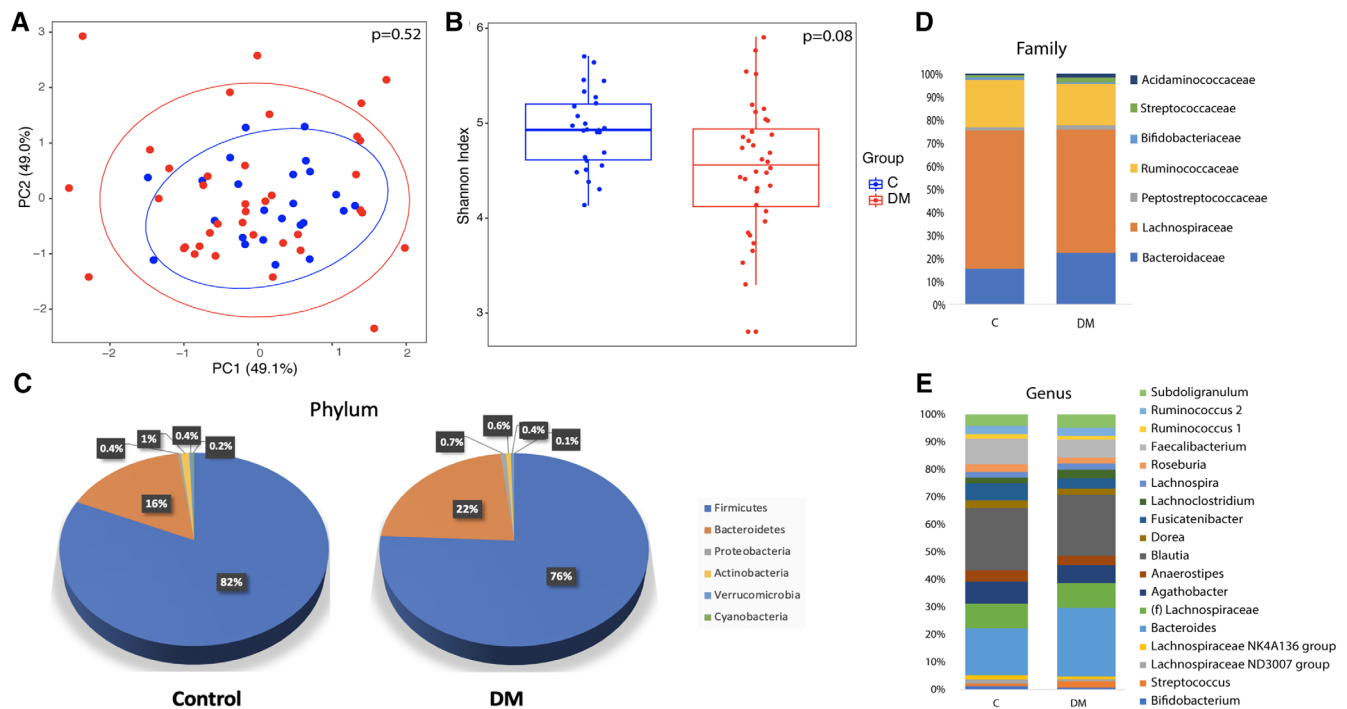 A
p=0.52
3
2
1
0
−1
−2
PC2 (49.0%)
−2
−1
0
1
2
PC1 (49.1%)
B
p=0.08
6
5
4
3
Shannon Index
Group
C
DM
C
Phylum
0.4%
1%
0.4%
0.2%
16%
82%
Control
0.7%
0.6%
0.4%
0.1%
22%
76%
DM
Firmicutes
Bacteroidetes
Proteobacteria
Actinobacteria
Verrucomicrobia
Cyanobacteria
D
Family
100%
90%
80%
70%
60%
50%
40%
30%
20%
10%
0%
C
DM
Acidaminococcaceae
Streptococcaceae
Bifidobacteriaceae
Ruminococcaceae
Peptostreptococcaceae
Lachnospiraceae
Bacteroidaceae
E
Genus
100%
90%
80%
70%
60%
50%
40%
30%
20%
10%
0%
C
DM
Subdoligranulum
Ruminococcus 2
Ruminococcus 1
Faecalibacterium
Roseburia
Lachnospira
Lachnoclostridium
Fusicatenibacter
Dorea
Blautia
Anaerostipes
Agathobacter
(f) Lachnospiraceae
Bacteroides
Lachnospiraceae NK4A136 group
Lachnospiraceae ND3007 group
Streptococcus
Bifidobacterium